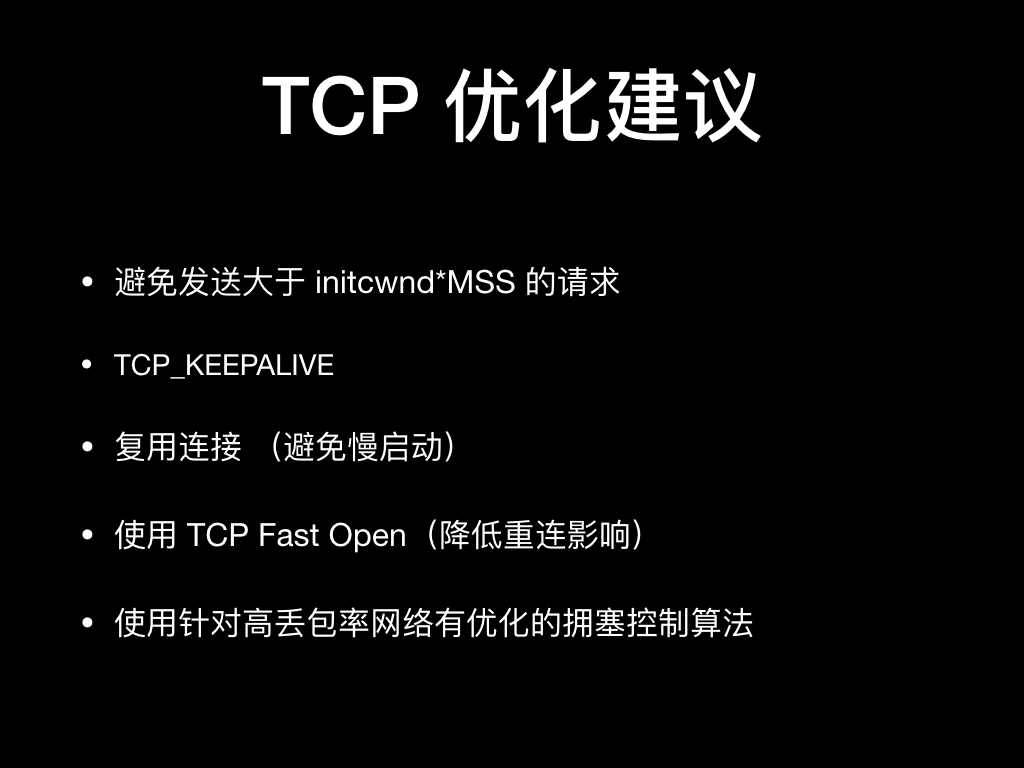 TCP 优化建议
• 避免发送大于 initcwnd*MSS 的请求
• TCP_KEEPALIVE
• 复用连接 （避免慢启动）
• 使用 TCP Fast Open（降低重连影响）
• 使用针对高丢包率网络有优化的拥塞控制算法